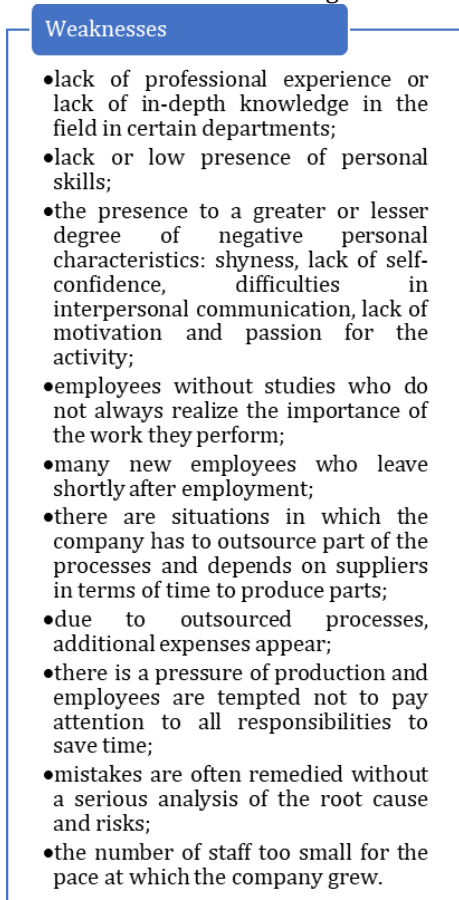 Weaknesses
•lack of professional experience or
lack of in-depth knowledge in the
field in certain departments;
•lack or low presence of personal
skills;
•the presence to a greater or lesser
degree of negative personal
characteristics: shyness, lack of self-
confidence, difficulties in
interpersonal communication, lack of
motivation and passion for the
activity;
•employees without studies who do
not always realize the importance of
the work they perform;
•many new employees who leave
shortly after employment;
•there are situations in which the
company has to outsource part of the
processes and depends on suppliers
in terms of time to produce parts;
•due to outsourced processes,
additional expenses appear;
•there is a pressure of production and
employees are tempted not to pay
attention to all responsibilities to
save time;
•mistakes are often remedied without
a serious analysis of the root cause
and risks;
•the number of staff too small for the
pace at which the company grew.